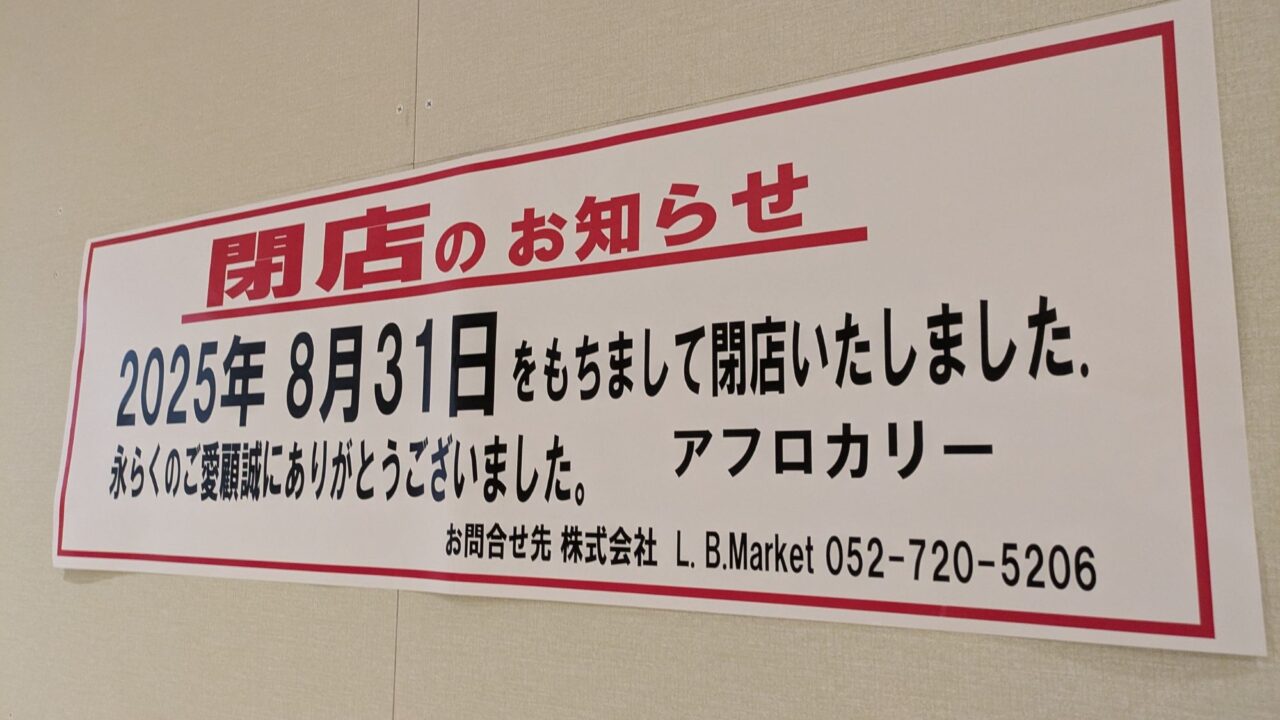 閉店のお知らせ
2025年 8月31日をもちまして閉店いたしました.
永らくのご愛顧誠にありがとうございました。 アフロカリー
お問合せ先 株式会社 L. B.Market 052-720-5206